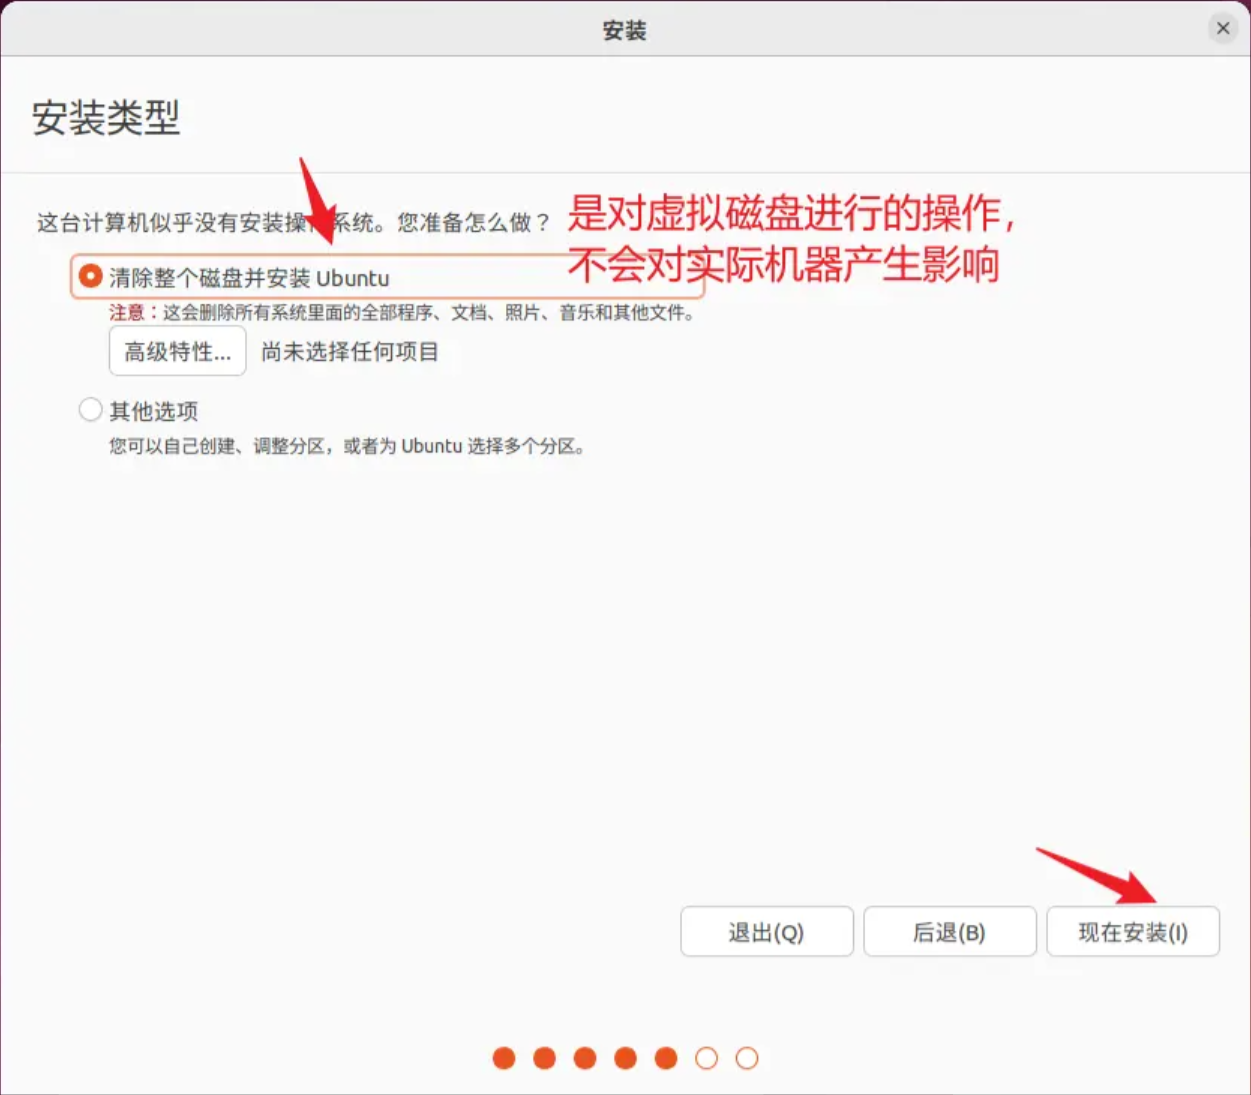 安装
安装类型
这台计算机似乎没有安装操作系统。您准备怎么做？
是对虚拟磁盘进行的操作，
不会对实际机器产生影响
清除整个磁盘并安装 Ubuntu
注意：这会删除所有系统里面的全部程序、文档、照片、音乐和其他文件。
高级特性... 尚未选择任何项目
其他选项
您可以自己创建、调整分区，或者为 Ubuntu 选择多个分区。
退出(Q) 后退(B) 现在安装(I)